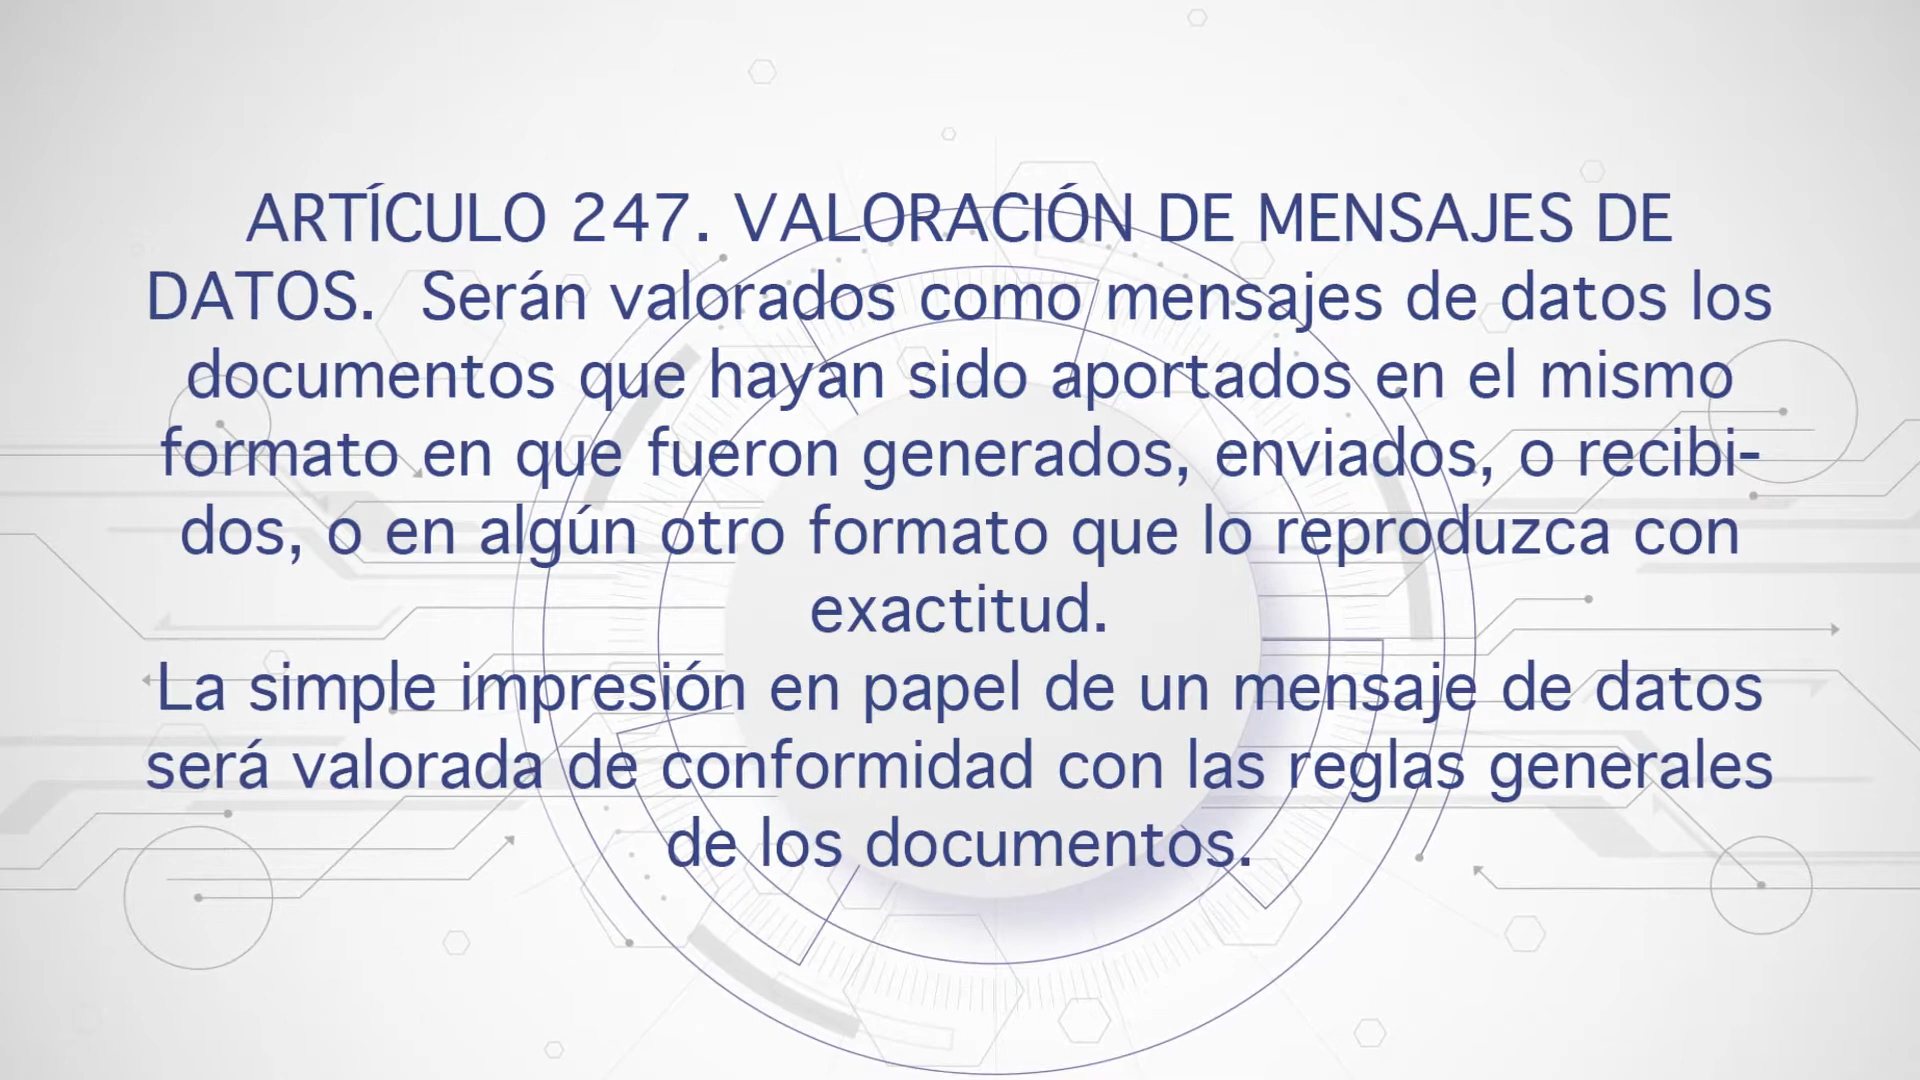 ARTÍCULO 247. VALORACIÓN DE MENSAJES DE
DATOS.  Serán valorados como mensajes de datos los
documentos que hayan sido aportados en el mismo
formato en que fueron generados, enviados, o recibi-
dos, o en algún otro formato que lo reproduzca con
exactitud.
La simple impresión en papel de un mensaje de datos
será valorada de conformidad con las reglas generales
de los documentos.